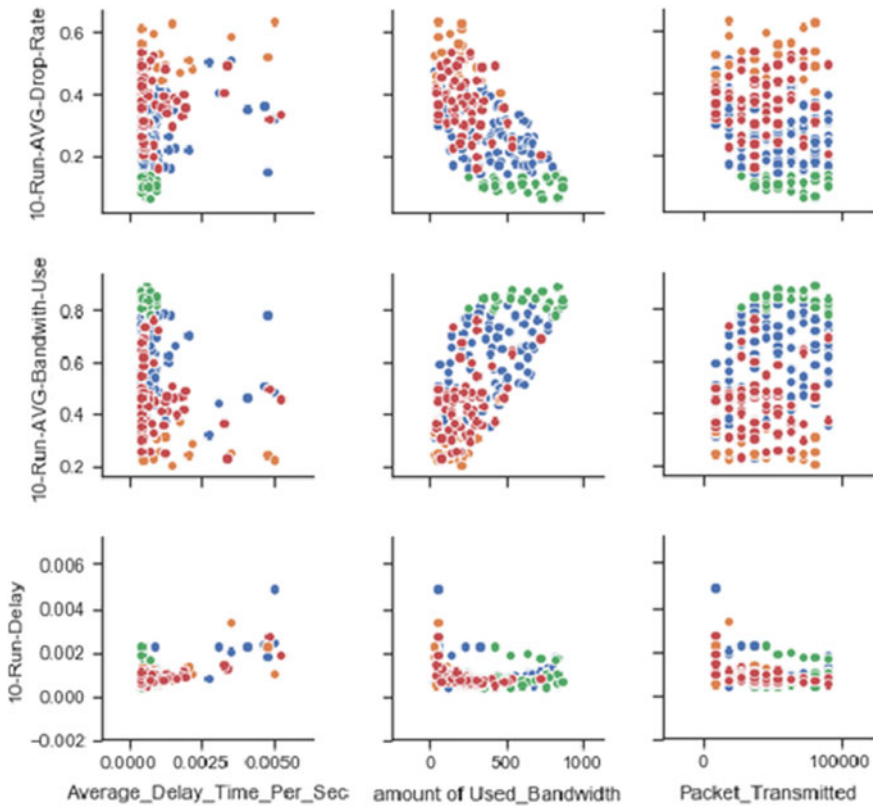 10-Run-AVG-Drop-Rate
0.6
0.4
0.2
10-Run-AVG-Bandwith-Use
0.8
0.6
0.4
0.2
10-Run-Delay
0.006
0.004
0.002
0.000
−0.002
0.0000 0.0025 0.0050
0 500 1000
0 100000
Average_Delay_Time_Per_Sec
amount of Used_Bandwidth
Packet_Transmitted